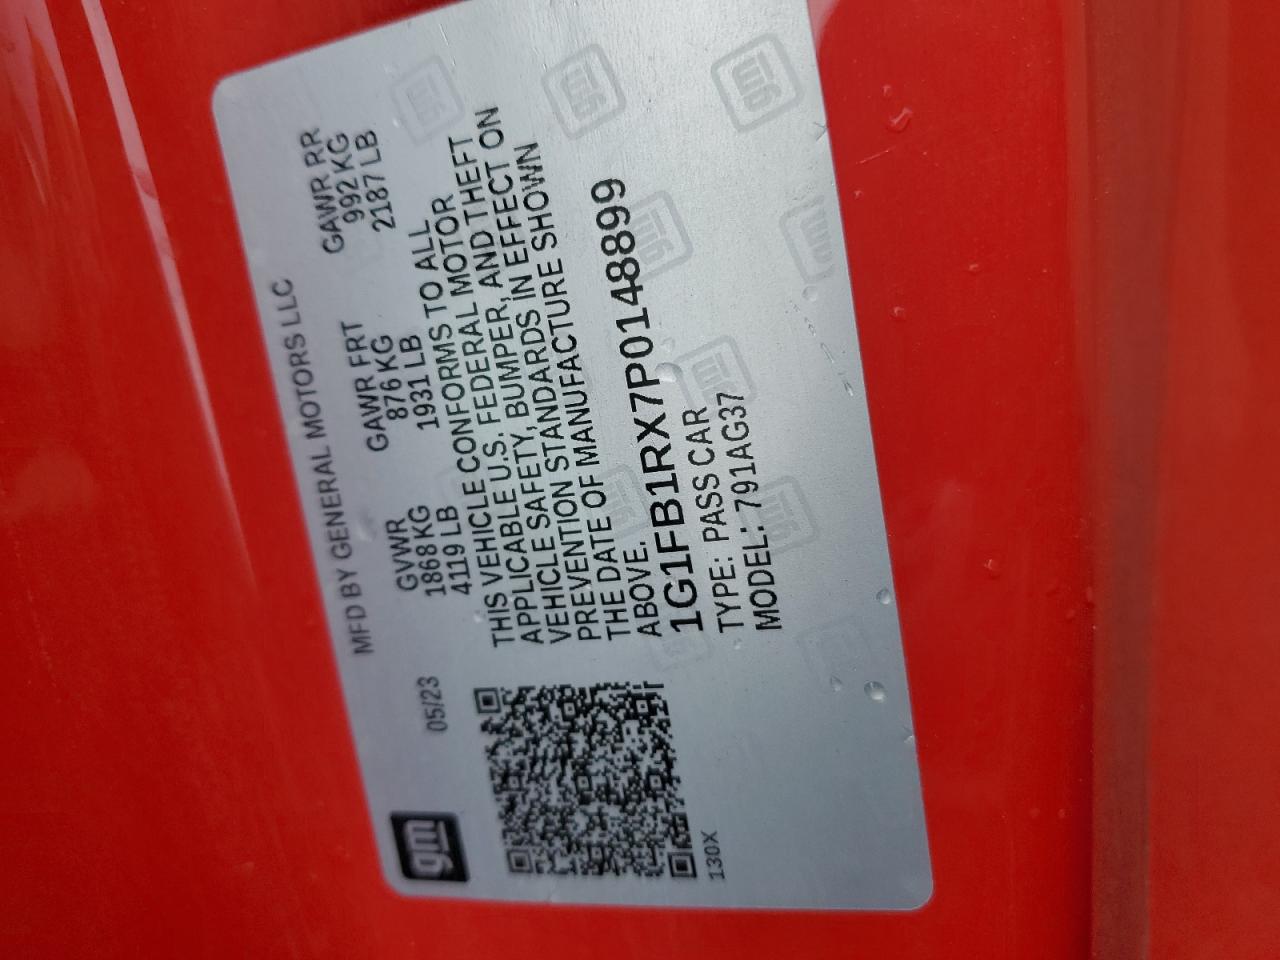 gm
MFD BY GENERAL MOTORS LLC
05/23
GVWR GAWR FRT GAWR RR
1868 KG 876 KG 992 KG
4119 LB 1931 LB 2187 LB
THIS VEHICLE CONFORMS TO ALL
APPLICABLE U.S. FEDERAL MOTOR
VEHICLE SAFETY, BUMPER, AND THEFT
PREVENTION STANDARDS IN EFFECT ON
THE DATE OF MANUFACTURE SHOWN
ABOVE.
1G1FB1RX7P0148899
TYPE: PASS CAR
MODEL: 791AG37
130X